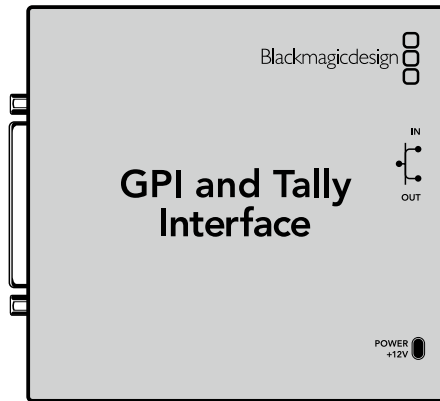 Blackmagicdesign
IN
GPI and Tally
Interface
OUT
POWER
+12V